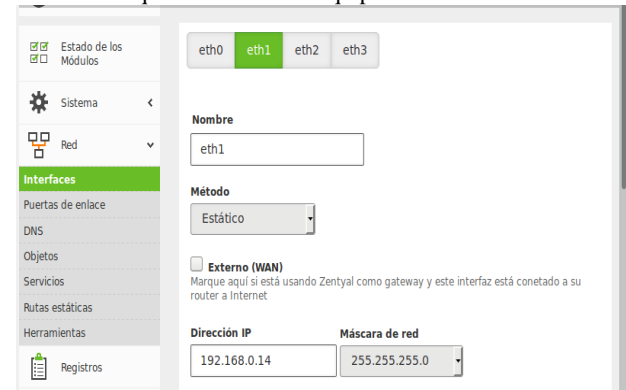 Estado de los
Módulos
Sistema
Red
Interfaces
Puertas de enlace
DNS
Objetos
Servicios
Rutas estáticas
Herramientas
Registros
eth0 eth1 eth2 eth3
Nombre
eth1
Método
Estático
Externo (WAN)
Marque aquí si está usando Zentyal como gateway y este interfaz está conetado a su
router a Internet
Dirección IP Máscara de red
192.168.0.14 255.255.255.0